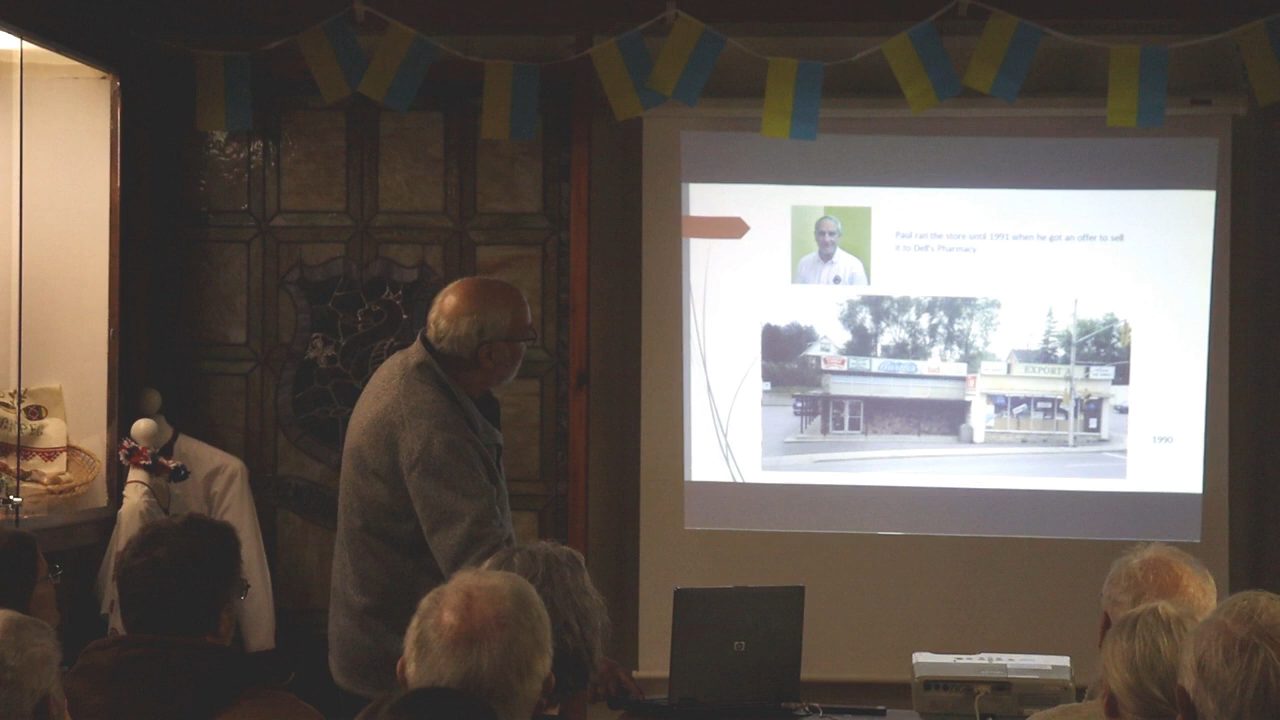 Paul ran the store until 1991 when he got an offer to sell
it to Dell's Pharmacy
EXPORT A
1990
hp